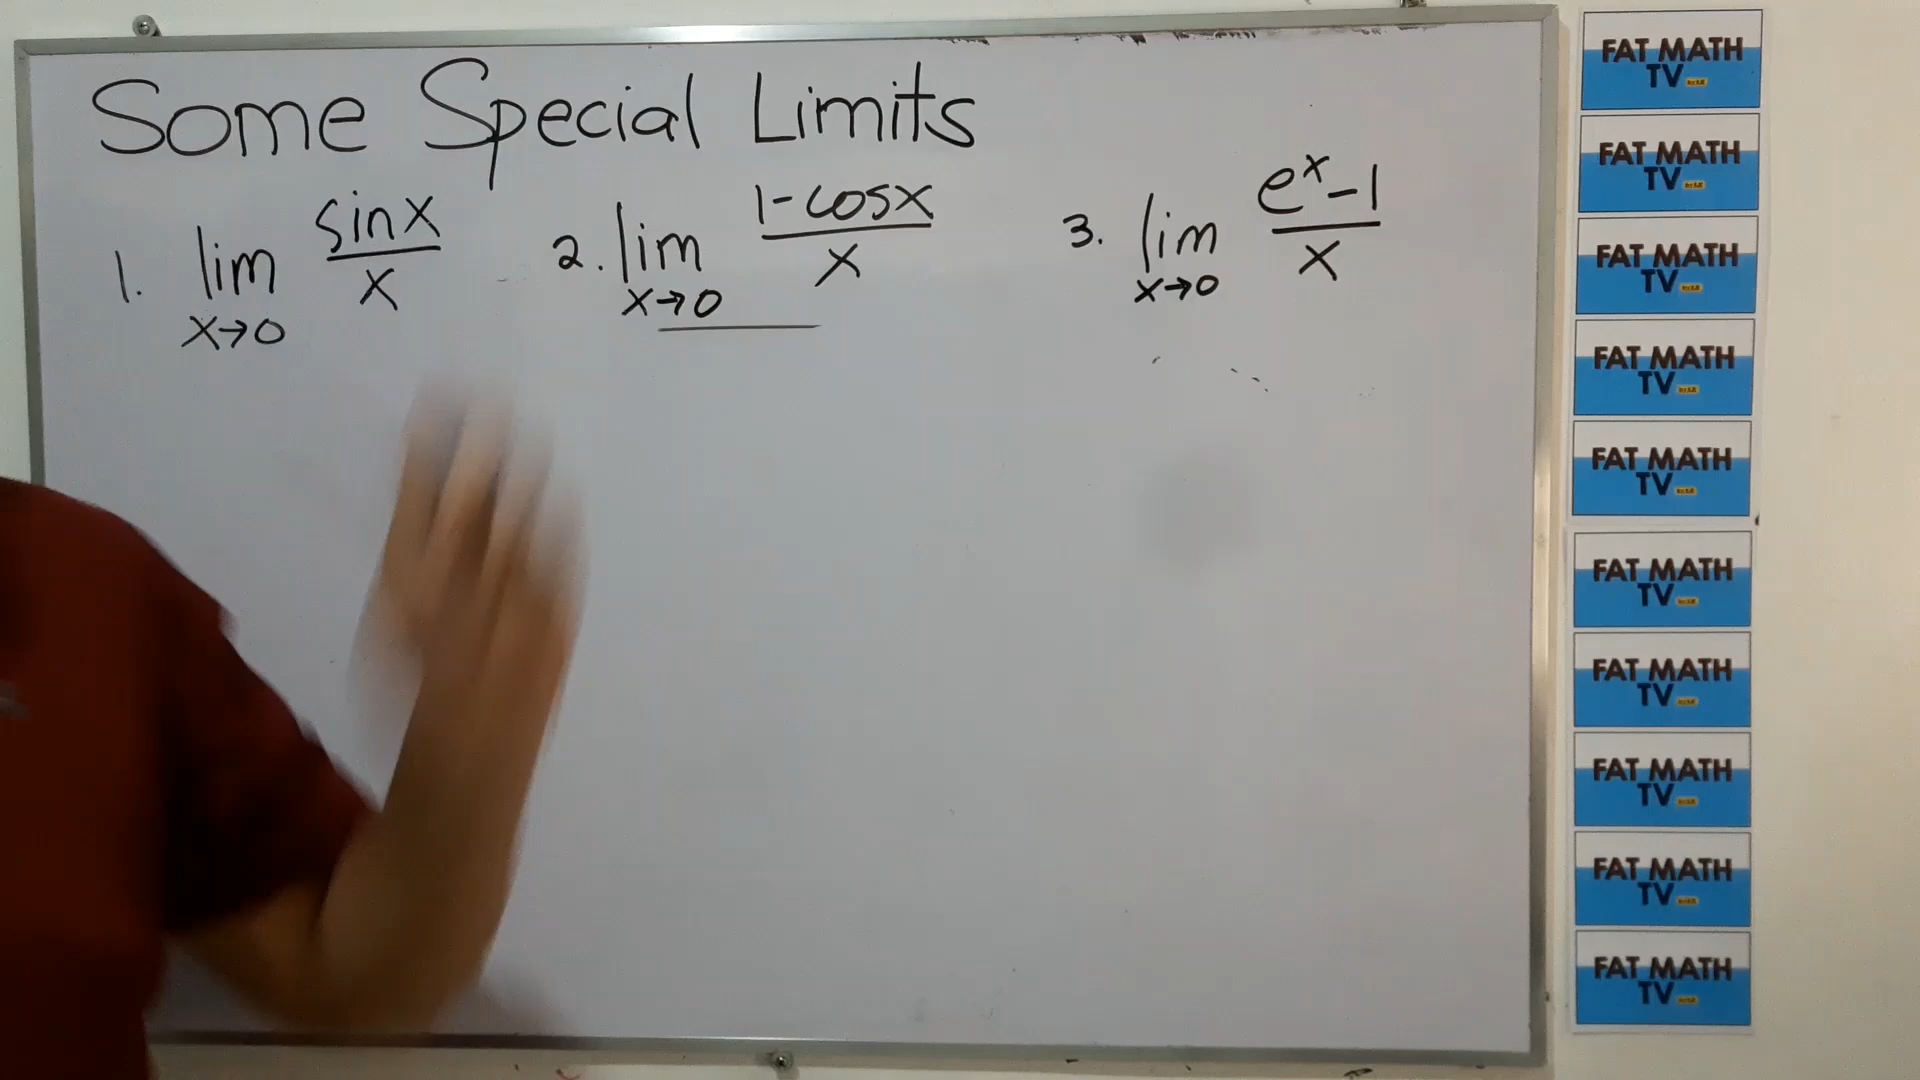 Some Special Limits
1. lim x→0 sinx/x
2. lim x→0 1-cosx/x
3. lim x→0 e^x-1/x
FAT MATH
TV
FAT MATH
TV
FAT MATH
TV
FAT MATH
TV
FAT MATH
TV
FAT MATH
TV
FAT MATH
TV
FAT MATH
TV
FAT MATH
TV
FAT MATH
TV